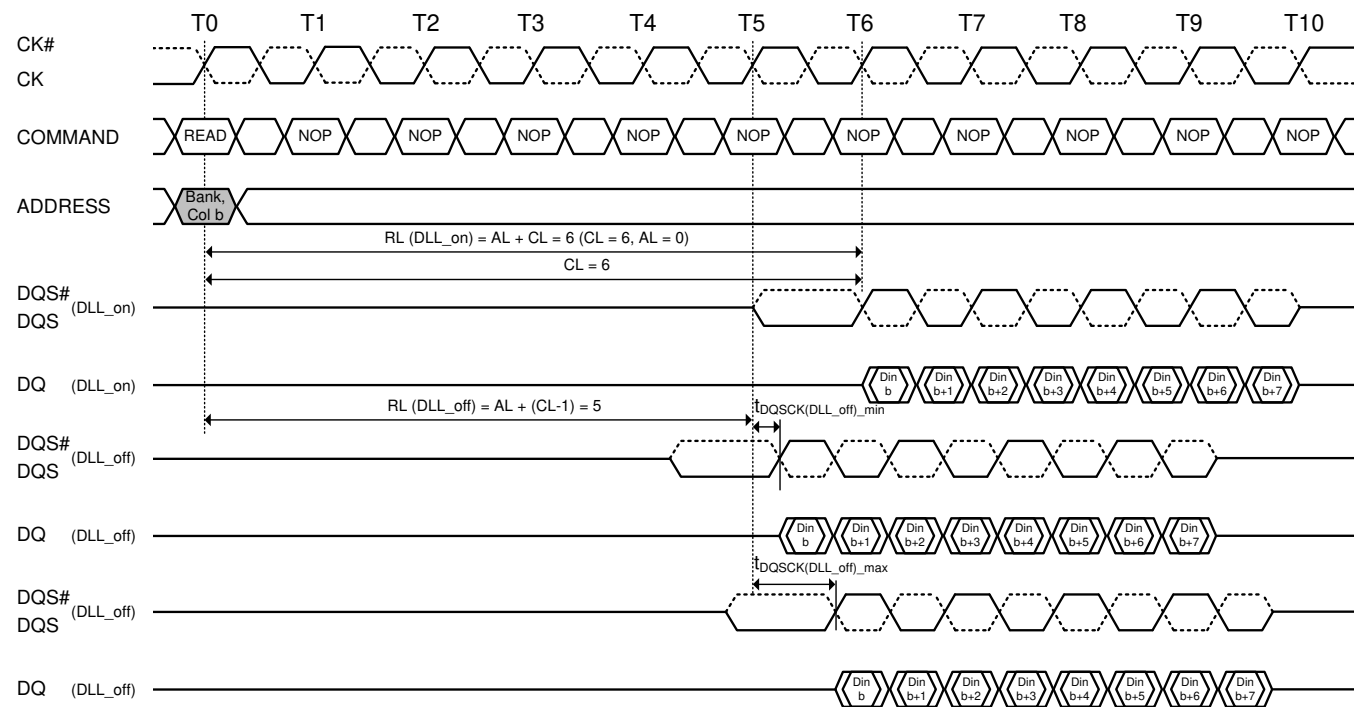 T0 T1 T2 T3 T4 T5 T6 T7 T8 T9 T10
CK#
CK
COMMAND READ NOP NOP NOP NOP NOP NOP NOP NOP NOP NOP
ADDRESS Bank, Col b
RL (DLL_on) = AL + CL = 6 (CL = 6, AL = 0)
CL = 6
DQS# (DLL_on)
DQS
DQ (DLL_on) Din b Din b+1 Din b+2 Din b+3 Din b+4 Din b+5 Din b+6 Din b+7
RL (DLL_off) = AL + (CL-1) = 5
tDQSCK(DLL_off)_min
DQS# (DLL_off)
DQS
DQ (DLL_off) Din b Din b+1 Din b+2 Din b+3 Din b+4 Din b+5 Din b+6 Din b+7
tDQSCK(DLL_off)_max
DQS# (DLL_off)
DQS
DQ (DLL_off) Din b Din b+1 Din b+2 Din b+3 Din b+4 Din b+5 Din b+6 Din b+7